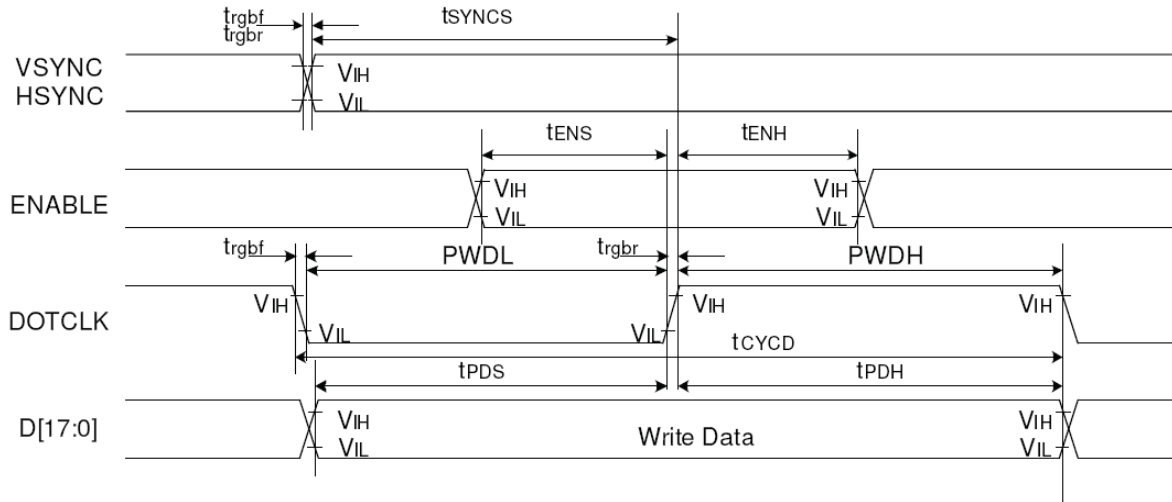 trgbf
trgbr
tSYNCS
VSYNC
HSYNC
VIH
VIL
tENS
tENH
ENABLE
VIH
VIL
VIH
VIL
trgbf
PWDL
trgbr
PWDH
DOTCLK
VIH
VIL
VIL
VIH
VIH
tCYCD
tPDS
tPDH
D[17:0]
VIH
VIL
Write Data
VIH
VIL